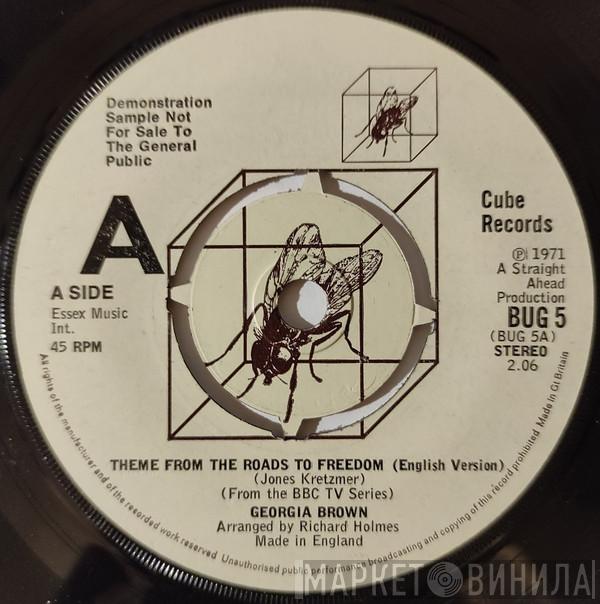 Demonstration
Sample Not
For Sale To
The General
Public
A
A SIDE
Essex Music
Int.
45 RPM
Cube
Records
Ⓟ 1971
A Straight
Ahead
Production
BUG 5
(BUG 5A)
STEREO
2.06
THEME FROM THE ROADS TO FREEDOM (English Version)
(Jones Kretzmer)
(From the BBC TV Series)
GEORGIA BROWN
Arranged by Richard Holmes
Made in England
All rights of the manufacturer and of the recorded work reserved. Unauthorised public performance broadcasting and copying of this record prohibited. Made in Gt Britain
МАРКЕТ ВИНИЛА